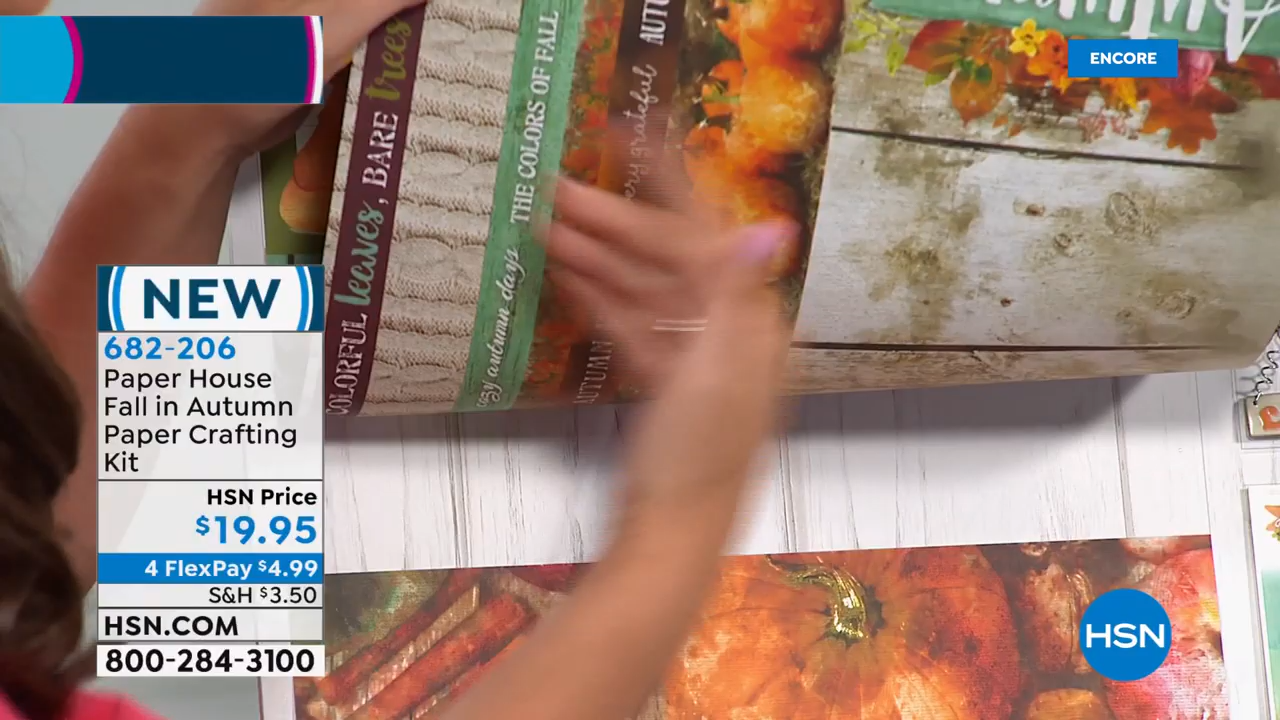 ENCORE
NEW
682-206
Paper House
Fall in Autumn
Paper Crafting
Kit
HSN Price
$19.95
4 FlexPay $4.99
S&H $3.50
HSN.COM
800-284-3100
COLORFUL leaves, BARE trees
cozy autumn days THE COLORS OF FALL
AUTUMN
grateful
HSN